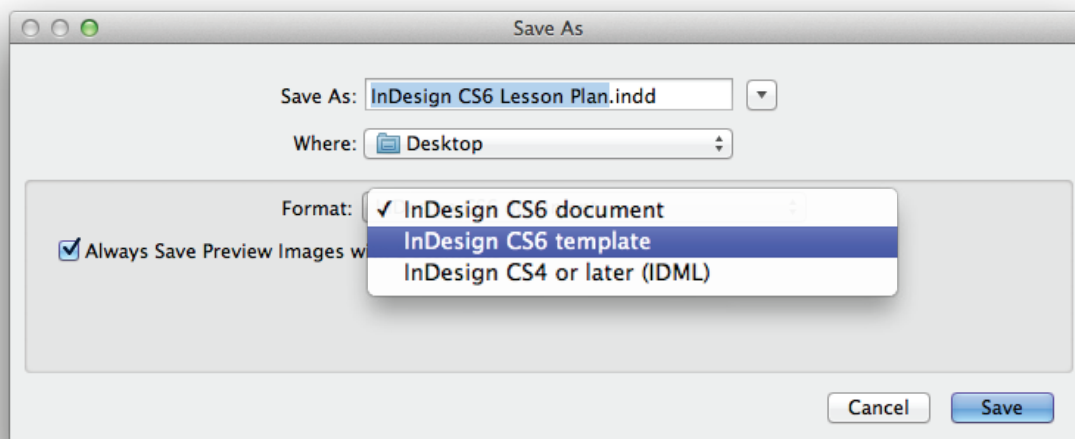 Save As
Save As: InDesign CS6 Lesson Plan.indd
Where: Desktop
Format: ✓ InDesign CS6 document
InDesign CS6 template
Always Save Preview Images wi
InDesign CS4 or later (IDML)
Cancel Save